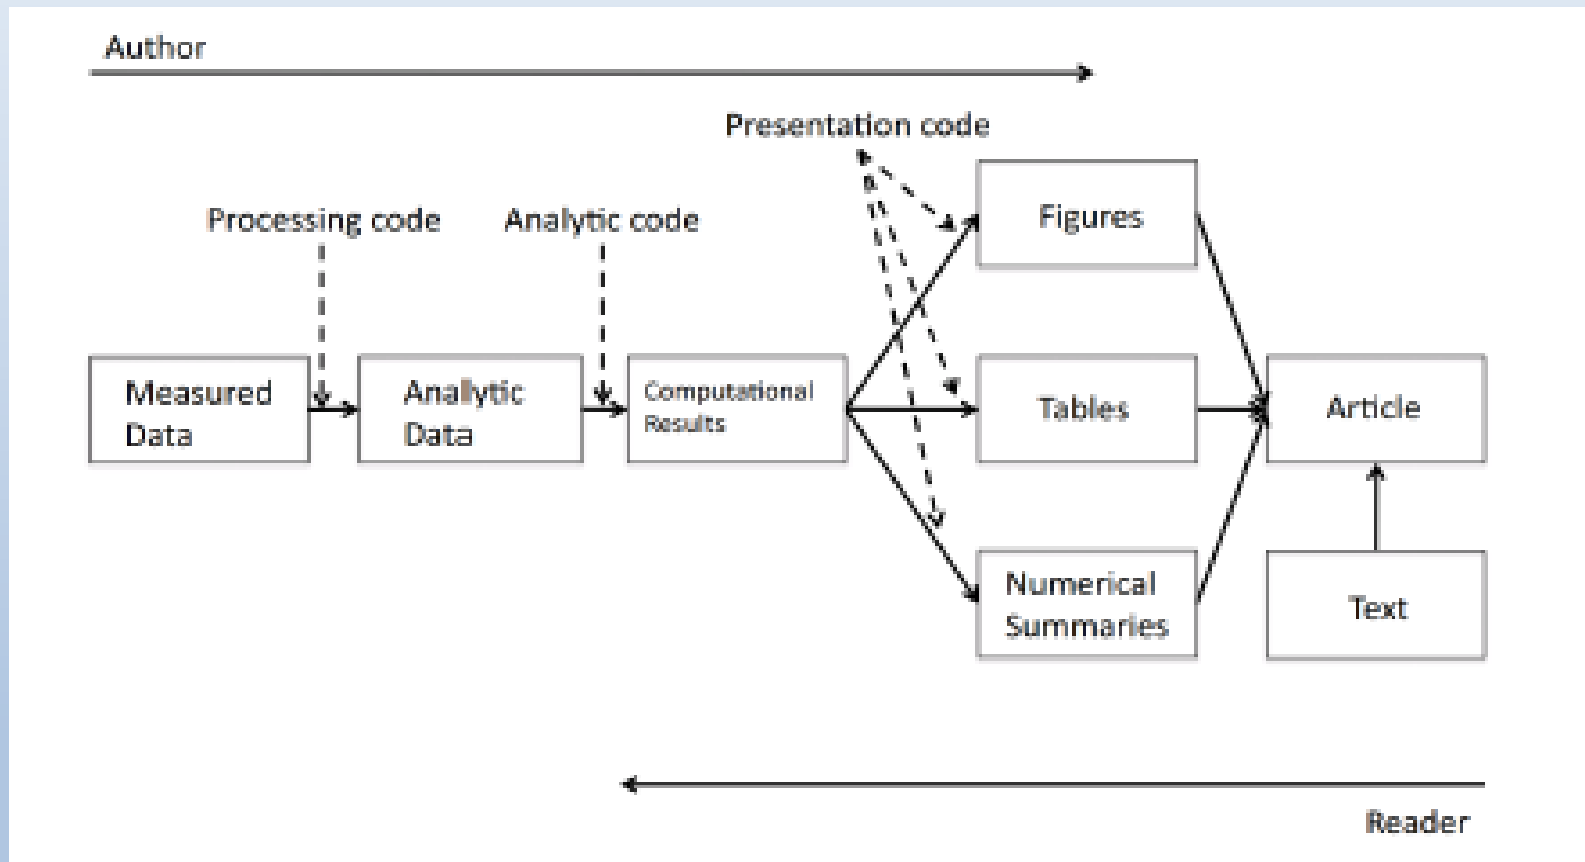 Author
Presentation code
Processing code
Analytic code
Figures
Measured
Data
Anallytic
Data
Computational
Results
Tables
Article
Numerical
Summaries
Text
Reader